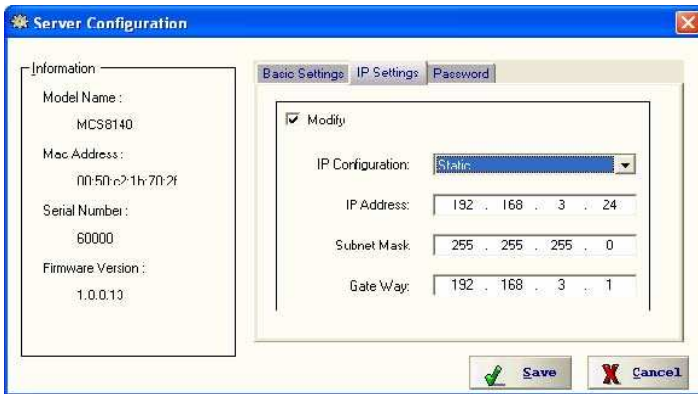 Server Configuration
Information
Model Name :
MCS8140
Mac Address :
00:50:c2:1b:70:2f
Serial Number :
60000
Firmware Version :
1.0.0.10
Basic Settings IP Settings Password
Modify
IP Configuration: Static
IP Address: 192 . 168 . 3 . 24
Subnet Mask 255 . 255 . 255 . 0
Gate Way: 192 . 168 . 3 . 1
Save Cancel